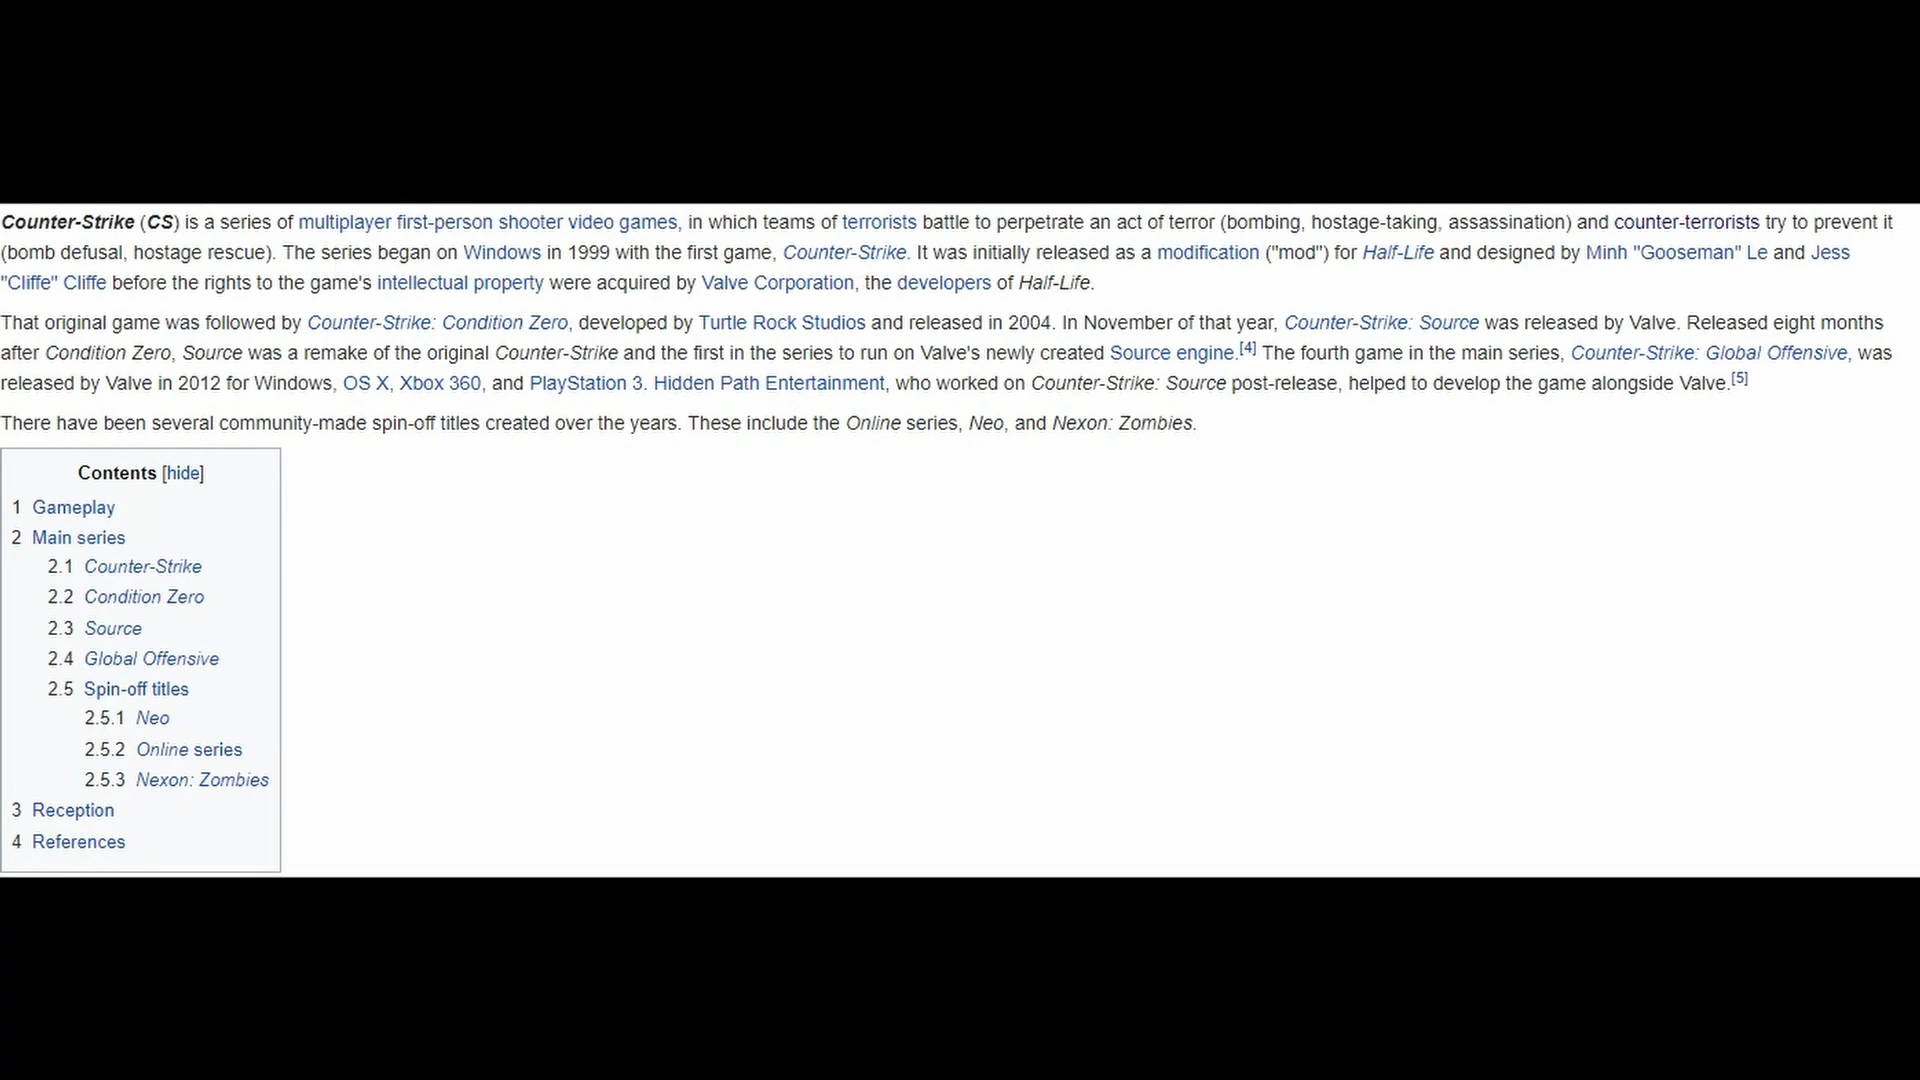 Counter-Strike (CS) is a series of multiplayer first-person shooter video games, in which teams of terrorists battle to perpetrate an act of terror (bombing, hostage-taking, assassination) and counter-terrorists try to prevent it
(bomb defusal, hostage rescue). The series began on Windows in 1999 with the first game, Counter-Strike. It was initially released as a modification ("mod") for Half-Life and designed by Minh "Gooseman" Le and Jess
"Cliffe" Cliffe before the rights to the game's intellectual property were acquired by Valve Corporation, the developers of Half-Life.
That original game was followed by Counter-Strike: Condition Zero, developed by Turtle Rock Studios and released in 2004. In November of that year, Counter-Strike: Source was released by Valve. Released eight months
after Condition Zero, Source was a remake of the original Counter-Strike and the first in the series to run on Valve's newly created Source engine.[4] The fourth game in the main series, Counter-Strike: Global Offensive, was
released by Valve in 2012 for Windows, OS X, Xbox 360, and PlayStation 3. Hidden Path Entertainment, who worked on Counter-Strike: Source post-release, helped to develop the game alongside Valve.[5]
There have been several community-made spin-off titles created over the years. These include the Online series, Neo, and Nexon: Zombies.
Contents [hide]
1 Gameplay
2 Main series
2.1 Counter-Strike
2.2 Condition Zero
2.3 Source
2.4 Global Offensive
2.5 Spin-off titles
2.5.1 Neo
2.5.2 Online series
2.5.3 Nexon: Zombies
3 Reception
4 References